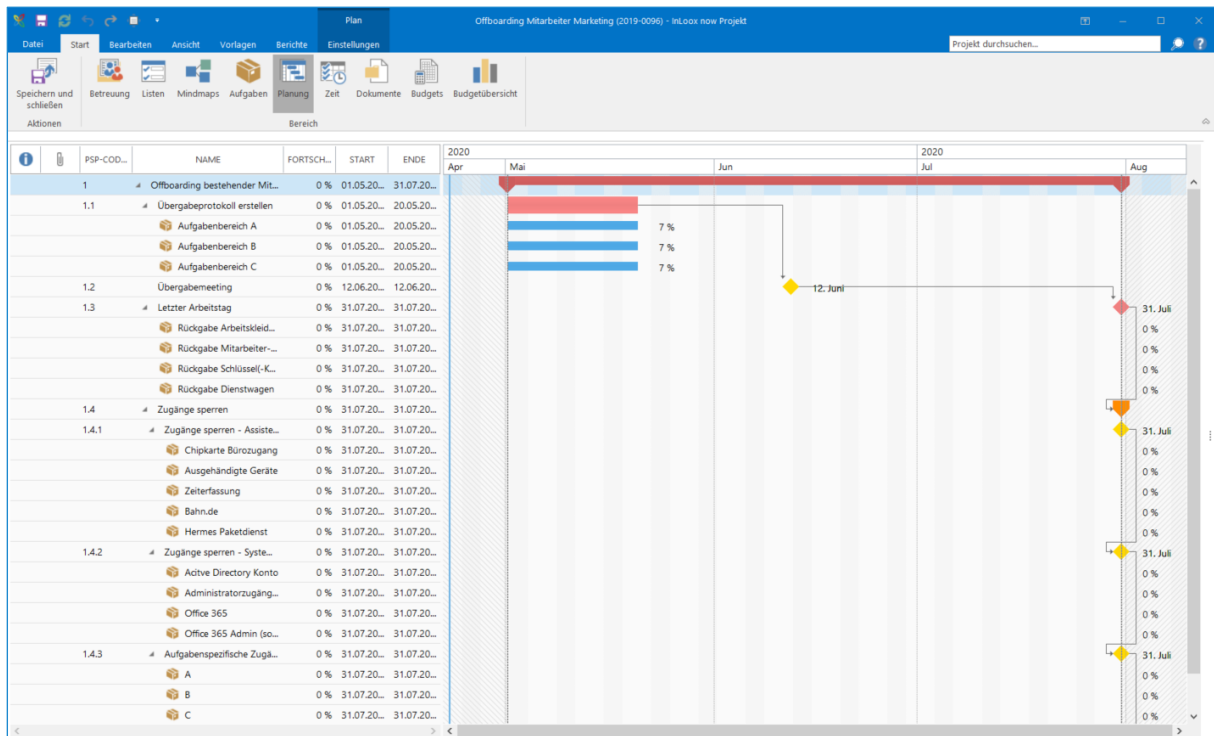 Plan
Offboarding Mitarbeiter Marketing (2019-0096) - InLoox now Projekt
Datei Start Bearbeiten Ansicht Vorlagen Berichte Einstellungen Projekt durchsuchen...
Speichern und schließen Betreuung Listen Mindmaps Aufgaben Planung Zeit Dokumente Budgets Budgetübersicht
Aktionen Bereich
PSP-COD... NAME FORTSCH... START ENDE
2020 2020
Apr Mai Jun Jul Aug
1 Offboarding bestehender Mit... 0 % 01.05.20... 31.07.20...
1.1 Übergabeprotokoll erstellen 0 % 01.05.20... 20.05.20...
Aufgabenbereich A 0 % 01.05.20... 20.05.20... 7 %
Aufgabenbereich B 0 % 01.05.20... 20.05.20... 7 %
Aufgabenbereich C 0 % 01.05.20... 20.05.20... 7 %
1.2 Übergabemeeting 0 % 12.06.20... 12.06.20... 12. Juni
1.3 Letzter Arbeitstag 0 % 31.07.20... 31.07.20... 31. Juli
Rückgabe Arbeitskleid... 0 % 31.07.20... 31.07.20... 0 %
Rückgabe Mitarbeiter-... 0 % 31.07.20... 31.07.20... 0 %
Rückgabe Schlüssel(-K... 0 % 31.07.20... 31.07.20... 0 %
Rückgabe Dienstwagen 0 % 31.07.20... 31.07.20... 0 %
1.4 Zugänge sperren 0 % 31.07.20... 31.07.20...
1.4.1 Zugänge sperren - Assiste... 0 % 31.07.20... 31.07.20... 31. Juli
Chipkarte Bürozugang 0 % 31.07.20... 31.07.20... 0 %
Ausgehändigte Geräte 0 % 31.07.20... 31.07.20... 0 %
Zeiterfassung 0 % 31.07.20... 31.07.20... 0 %
Bahn.de 0 % 31.07.20... 31.07.20... 0 %
Hermes Paketdienst 0 % 31.07.20... 31.07.20... 0 %
1.4.2 Zugänge sperren - Syste... 0 % 31.07.20... 31.07.20... 31. Juli
Acitve Directory Konto 0 % 31.07.20... 31.07.20... 0 %
Administratorzugäng... 0 % 31.07.20... 31.07.20... 0 %
Office 365 0 % 31.07.20... 31.07.20... 0 %
Office 365 Admin (so... 0 % 31.07.20... 31.07.20... 0 %
1.4.3 Aufgabenspezifische Zugä... 0 % 31.07.20... 31.07.20... 31. Juli
A 0 % 31.07.20... 31.07.20... 0 %
B 0 % 31.07.20... 31.07.20... 0 %
C 0 % 31.07.20... 31.07.20... 0 %